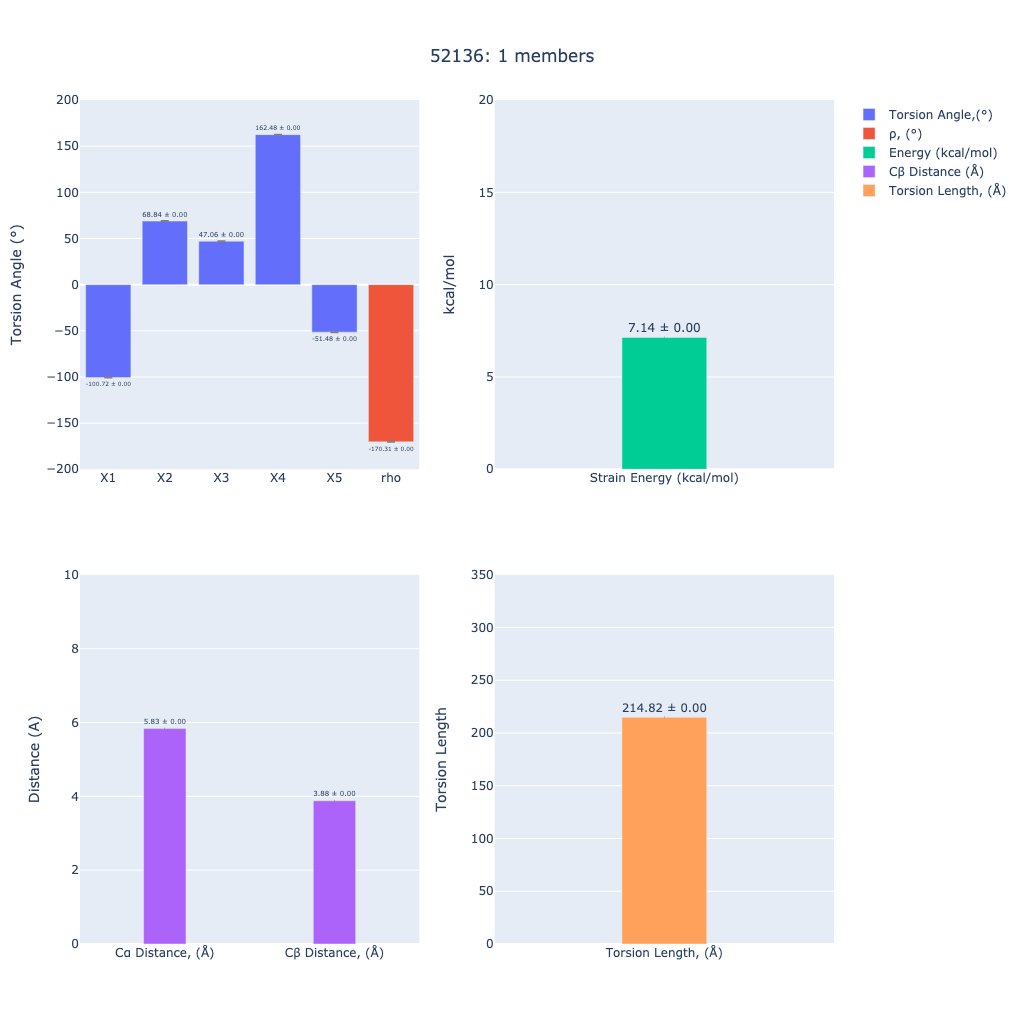 52136: 1 members
Torsion Angle (°)
200
150
100
50
0
−50
−100
−150
−200
-100.72 ± 0.00
68.84 ± 0.00
47.06 ± 0.00
162.48 ± 0.00
-51.48 ± 0.00
-170.31 ± 0.00
X1 X2 X3 X4 X5 rho
kcal/mol
20
15
10
5
0
7.14 ± 0.00
Strain Energy (kcal/mol)
Torsion Angle,(°)
ρ, (°)
Energy (kcal/mol)
Cβ Distance (Å)
Torsion Length, (Å)
Distance (A)
10
8
6
4
2
0
5.83 ± 0.00
3.88 ± 0.00
Cα Distance, (Å) Cβ Distance, (Å)
Torsion Length
350
300
250
200
150
100
50
0
214.82 ± 0.00
Torsion Length, (Å)